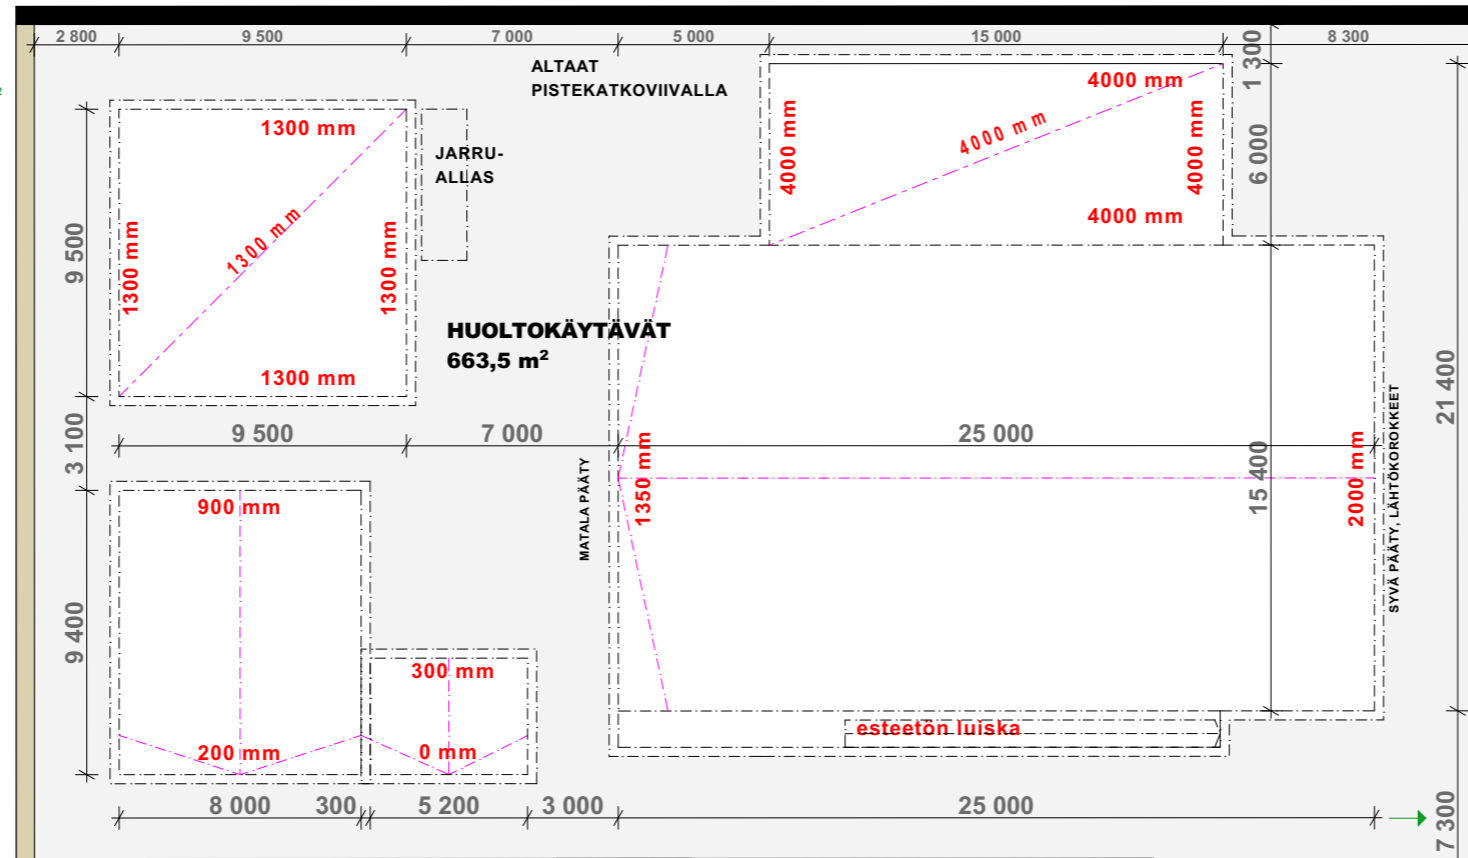 2 800
9 500
7 000
5 000
15 000
8 300
ALTAAT
PISTEKATKOVIIVALLA
1 300
4000 mm
4000 mm
4000 mm
4000 mm
4000 mm
6 000
1300 mm
JARRU-
ALLAS
1300 mm
1300 mm
1300 mm
1300 mm
9 500
HUOLTOKÄYTÄVÄT
663,5 m²
21 400
3 100
9 500
7 000
25 000
MATALA PÄÄTY
1350 mm
15 400
2000 mm
SYVÄ PÄÄTY, LÄHTÖKOROKKEET
900 mm
9 400
300 mm
200 mm
0 mm
esteetön luiska
8 000
300
5 200
3 000
25 000
7 300